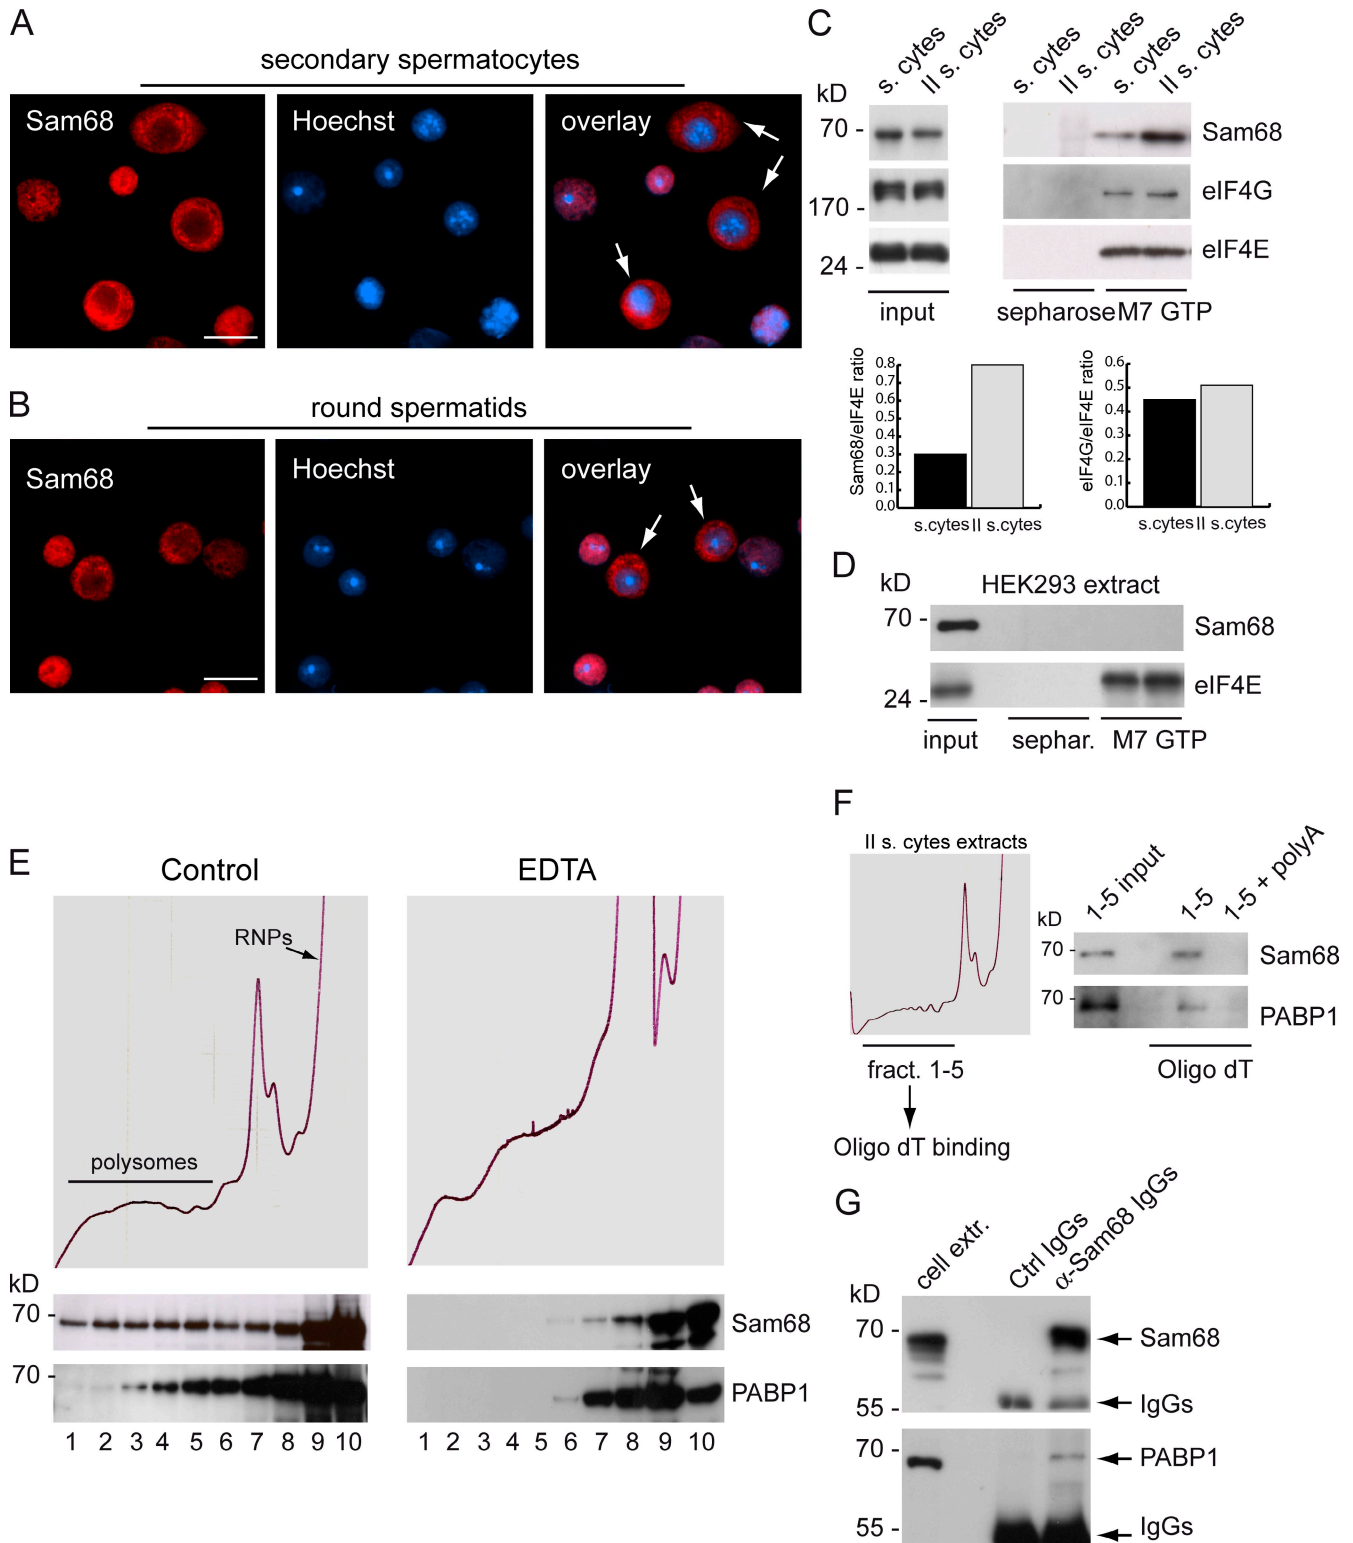 A
secondary spermatocytes
Sam68
Hoechst
overlay
B
round spermatids
Sam68
Hoechst
overlay
C
s. cytes
II s. cytes
s. cytes
II s. cytes
kD
70 -
Sam68
170 -
eIF4G
24 -
eIF4E
input
sepharose
M7 GTP
Sam68/eIF4E ratio
0.8
0.7
0.6
0.5
0.4
0.3
0.2
0.1
0.0
s.cytes
II s.cytes
eIF4G/eIF4E ratio
0.6
0.5
0.4
0.3
0.2
0.1
0.0
s.cytes
II s.cytes
D
kD
HEK293 extract
70 -
Sam68
24 -
eIF4E
input
sephar.
M7 GTP
E
Control
EDTA
RNPs
polysomes
kD
70 -
Sam68
70 -
PABP1
1 2 3 4 5 6 7 8 9 10
1 2 3 4 5 6 7 8 9 10
F
II s. cytes extracts
fract. 1-5
Oligo dT binding
1-5 input
1-5
1-5 + polyA
kD
70 -
Sam68
70 -
PABP1
Oligo dT
G
cell extr.
Ctrl IgGs
α-Sam68 IgGs
kD
70 -
Sam68
55 -
IgGs
70 -
PABP1
55 -
IgGs